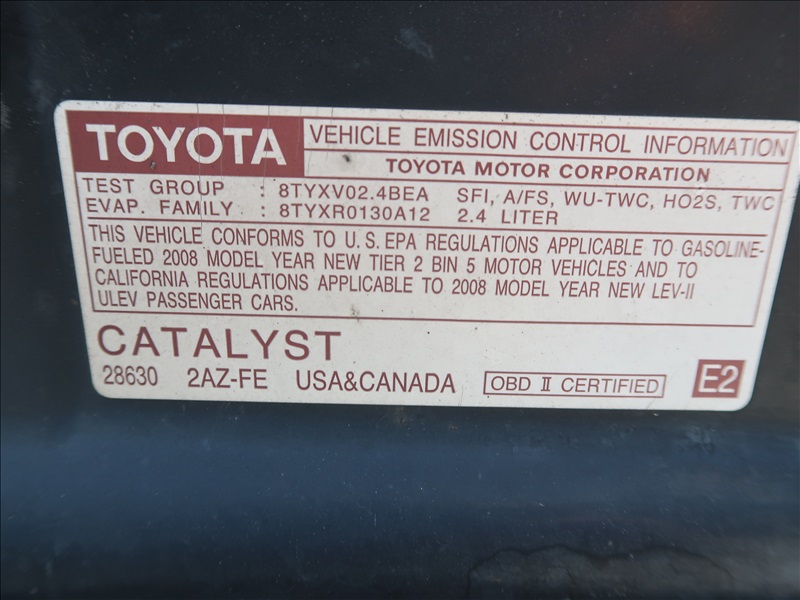 TOYOTA
VEHICLE EMISSION CONTROL INFORMATION
TOYOTA MOTOR CORPORATION
TEST GROUP : 8TYXV02.4BEA SFI, A/FS, WU-TWC, HO2S, TWC
EVAP. FAMILY : 8TYXR0130A12 2.4 LITER
THIS VEHICLE CONFORMS TO U.S. EPA REGULATIONS APPLICABLE TO GASOLINE-
FUELED 2008 MODEL YEAR NEW TIER 2 BIN 5 MOTOR VEHICLES AND TO
CALIFORNIA REGULATIONS APPLICABLE TO 2008 MODEL YEAR NEW LEV-II
ULEV PASSENGER CARS.
CATALYST
28630 2AZ-FE USA&CANADA OBD II CERTIFIED E2